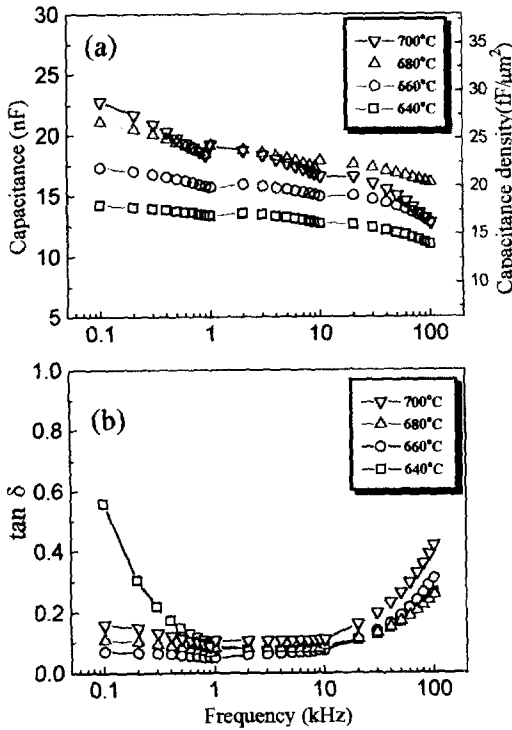 (a)
700°C
680°C
660°C
640°C
Capacitance (nF)
30
25
20
15
10
5
Capacitance density(fF/μm²)
35
30
25
20
15
10
0.1 1 10 100
(b)
700°C
680°C
660°C
640°C
tan δ
1.0
0.8
0.6
0.4
0.2
0.0
0.1 1 10 100
Frequency (kHz)